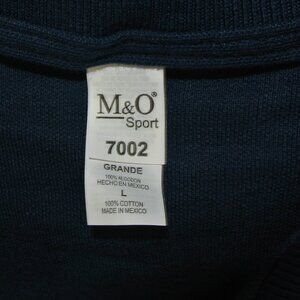 M&O®
Sport
7002
GRANDE
100% ALGODON
HECHO EN MEXICO
L
100% COTTON
MADE IN MEXICO